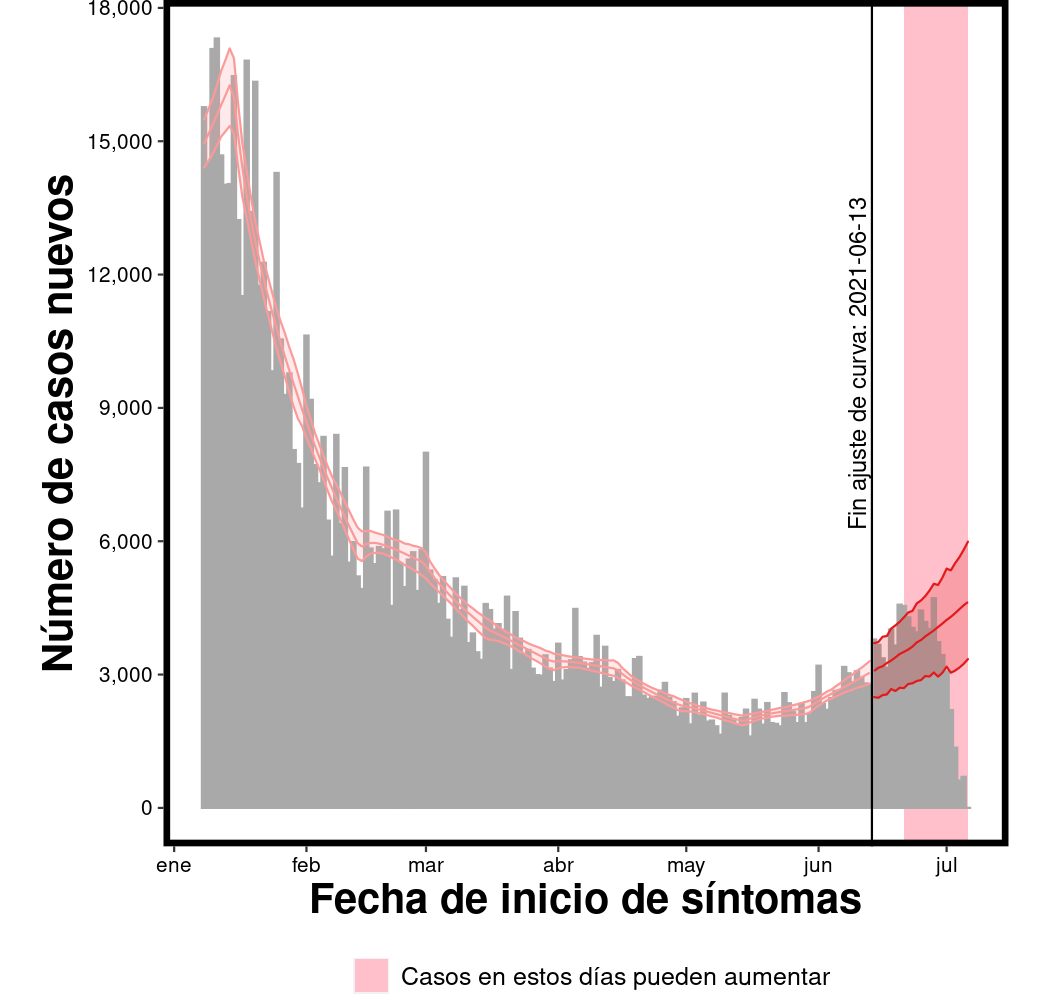 18,000
15,000
12,000
9,000
6,000
3,000
0
Número de casos nuevos
Fin ajuste de curva: 2021-06-13
ene feb mar abr may jun jul
Fecha de inicio de síntomas
Casos en estos días pueden aumentar